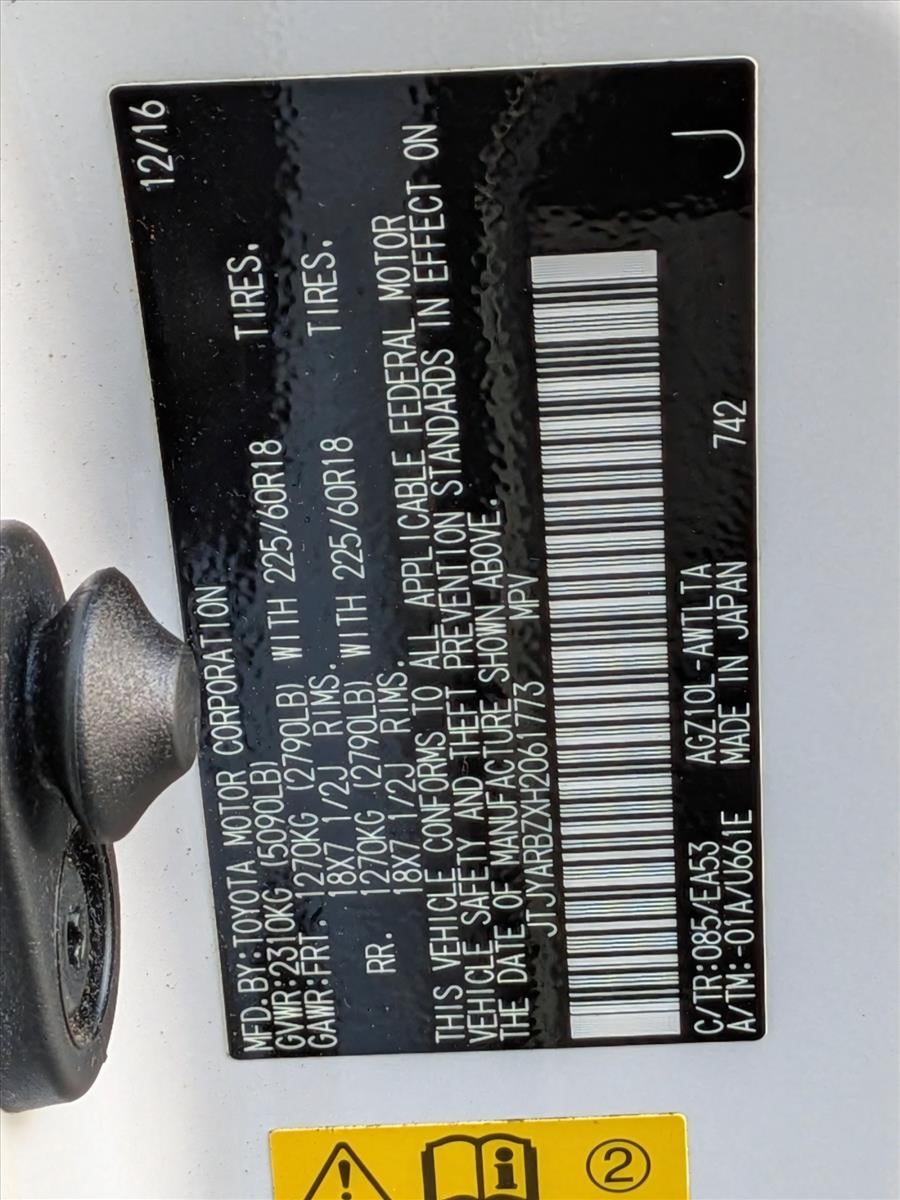 12/16
MFD.BY:TOYOTA MOTOR CORPORATION
GVWR:2310KG (5090LB)
GAWR:FRT. 1270KG (2790LB) WITH 225/60R18 TIRES.
18X7 1/2J RIMS.
RR. 1270KG (2790LB) WITH 225/60R18 TIRES.
18X7 1/2J RIMS.
THIS VEHICLE CONFORMS TO ALL APPLICABLE FEDERAL MOTOR
VEHICLE SAFETY AND THEFT PREVENTION STANDARDS IN EFFECT ON
THE DATE OF MANUFACTURE SHOWN ABOVE.
JTJYARBZXH2061773 MPV
C/TR:085/EA53 AGZ10L-AWTLTA
A/TM:-01A/U661E MADE IN JAPAN 742
J
2